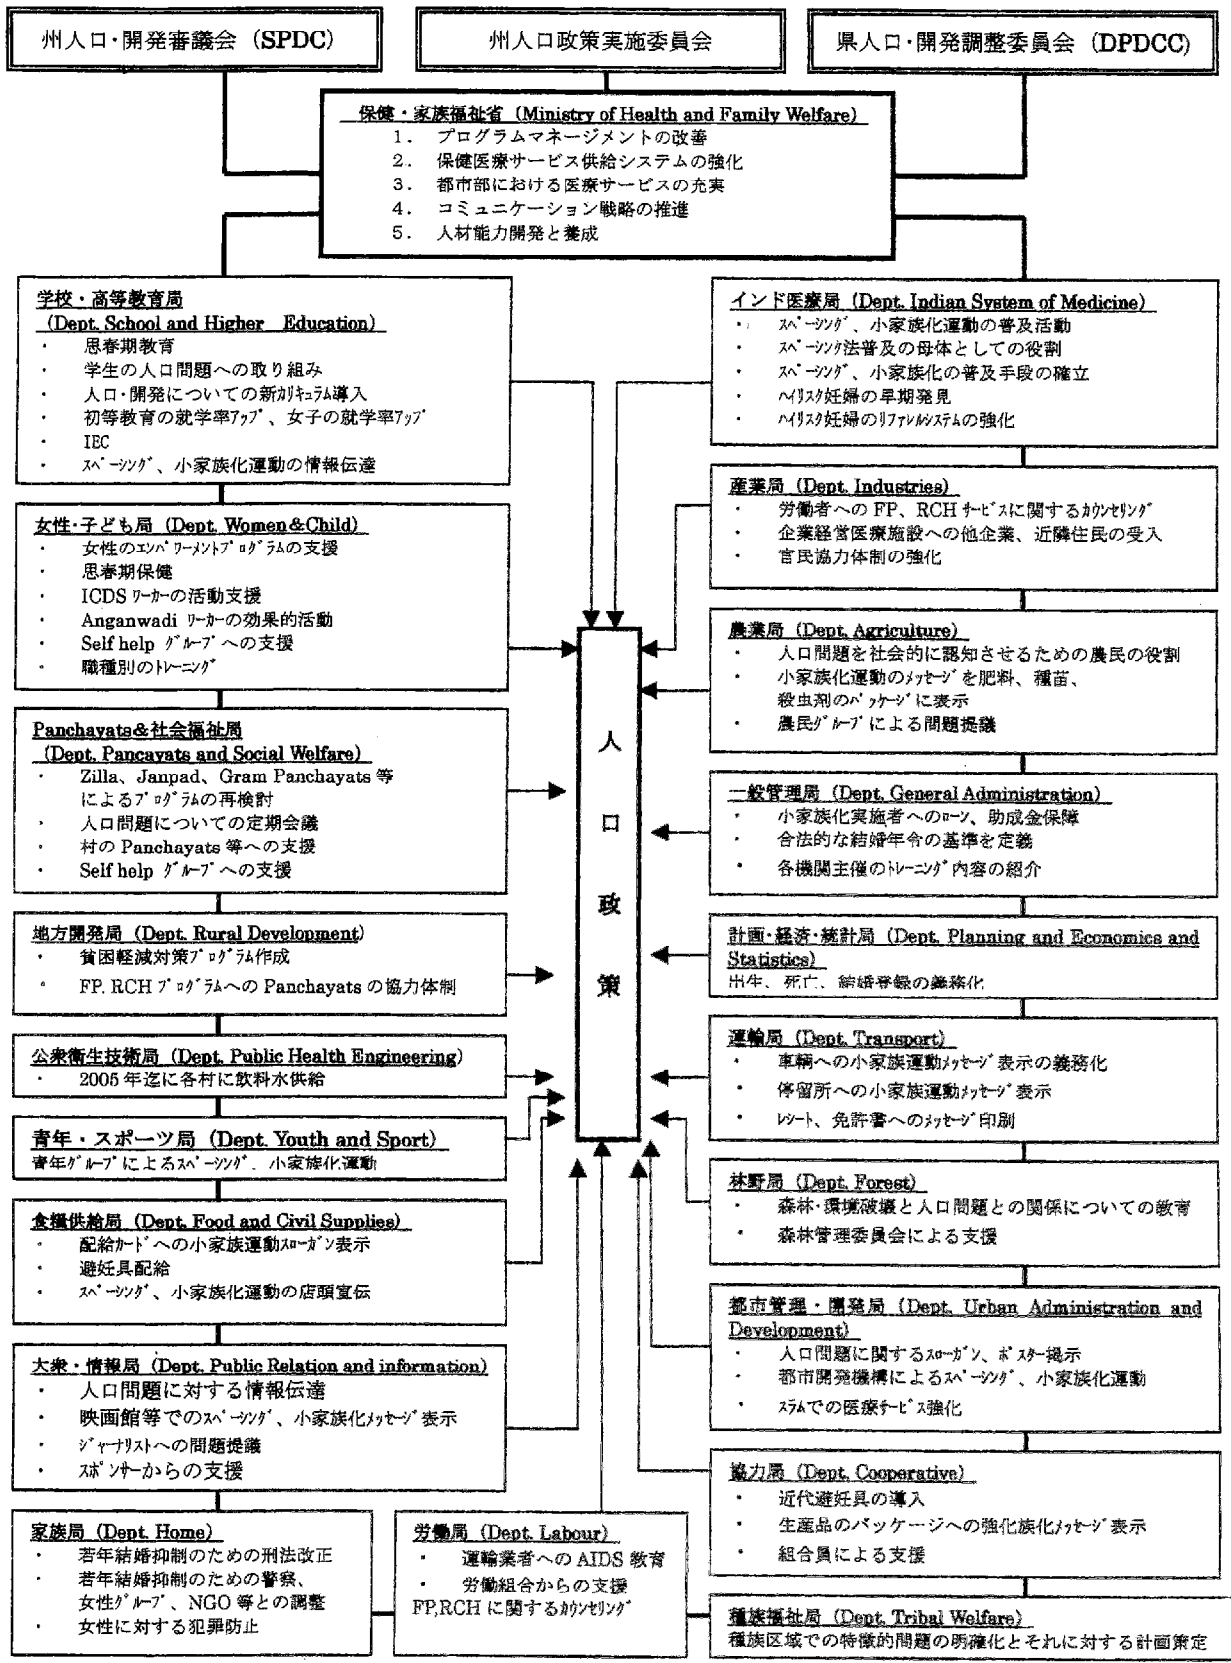 州人口・開発審議会 (SPDC)
州人口政策実施委員会
県人口・開発調整委員会 (DPDCC)
保健・家族福祉省 (Ministry of Health and Family Welfare)
1. プログラムマネージメントの改善
2. 保健医療サービス供給システムの強化
3. 都市部における医療サービスの充実
4. コミュニケーション戦略の推進
5. 人材能力開発と養成
学校・高等教育局
(Dept. School and Higher Education)
・ 思春期教育
・ 学生の人口問題への取り組み
・ 人口・開発についての新ｶﾘｷｭﾗﾑ導入
・ 初等教育の就学率ｱｯﾌﾟ、女子の就学率ｱｯﾌﾟ
・ IEC
・ ｽﾍﾟｰｼﾝｸﾞ、小家族化運動の情報伝達
女性・子ども局 (Dept. Women＆Child)
・ 女性のｴﾝﾊﾟﾜｰﾒﾝﾄﾌﾟﾛｸﾞﾗﾑの支援
・ 思春期保健
・ ICDS ﾜｰｶｰの活動支援
・ Anganwadi ﾜｰｶｰの効果的活動
・ Self help ｸﾞﾙｰﾌﾟへの支援
・ 職種別のﾄﾚｰﾆﾝｸﾞ
Panchayats&社会福祉局
(Dept. Pancayats and Social Welfare)
・ Zilla、Janpad、Gram Panchayats 等
によるﾌﾟﾛｸﾞﾗﾑの再検討
・ 人口問題についての定期会議
・ 村の Panchayats 等への支援
・ Self help ｸﾞﾙｰﾌﾟへの支援
地方開発局 (Dept. Rural Development)
・ 貧困軽減対策ﾌﾟﾛｸﾞﾗﾑ作成
・ FP. RCH ﾌﾟﾛｸﾞﾗﾑへの Panchayats の協力体制
公衆衛生技術局 (Dept. Public Health Engineering)
・ 2005 年迄に各村に飲料水供給
青年・スポーツ局 (Dept. Youth and Sport)
青年ｸﾞﾙｰﾌﾟによるｽﾍﾟｰｼﾝｸﾞ、小家族化運動
食糧供給局 (Dept. Food and Civil Supplies)
・ 配給ｶｰﾄﾞへの小家族運動ｽﾛｰｶﾞﾝ表示
・ 避妊具配給
・ ｽﾍﾟｰｼﾝｸﾞ、小家族化運動の店頭宣伝
大衆・情報局 (Dept. Public Relation and information)
・ 人口問題に対する情報伝達
・ 映画館等でのｽﾍﾟｰｼﾝｸﾞ、小家族化ﾒｯｾｰｼﾞ表示
・ ｼﾞｬｰﾅﾘｽﾄへの問題提議
・ ｽﾎﾟﾝｻｰからの支援
家族局 (Dept. Home)
・ 若年結婚抑制のための刑法改正
・ 若年結婚抑制のための警察、
女性ｸﾞﾙｰﾌﾟ、NGO 等との調整
・ 女性に対する犯罪防止
人口政策
労働局 (Dept. Labour)
・ 運輸業者への AIDS 教育
・ 労働組合からの支援
FP,RCH に関するｶｳﾝｾﾘﾝｸﾞ
インド医療局 (Dept. Indian System of Medicine)
・ ｽﾍﾟｰｼﾝｸﾞ、小家族化運動の普及活動
・ ｽﾍﾟｰｼﾝｸ法普及の母体としての役割
・ ｽﾍﾟｰｼﾝｸﾞ、小家族化の普及手段の確立
・ ﾊｲﾘｽｸ妊婦の早期発見
・ ﾊｲﾘｽｸ妊婦のﾘﾌｧﾚﾙｼｽﾃﾑの強化
産業局 (Dept. Industries)
・ 労働者への FP、RCH ｻｰﾋﾞｽに関するｶｳﾝｾﾘﾝｸﾞ
・ 企業経営医療施設への他企業、近隣住民の受入
・ 官民協力体制の強化
農業局 (Dept. Agriculture)
・ 人口問題を社会的に認知させるための農民の役割
・ 小家族化運動のﾒｯｾｰｼﾞを肥料、種苗、
殺虫剤のﾊﾟｯｹｰｼﾞに表示
・ 農民ｸﾞﾙｰﾌﾟによる問題提議
一般管理局 (Dept. General Administration)
・ 小家族化実施者へのﾛｰﾝ、助成金保障
・ 合法的な結婚年令の基準を定義
・ 各機関主催のﾄﾚｰﾆﾝｸﾞ内容の紹介
計画・経済・統計局 (Dept. Planning and Economics and
Statistics)
出生、死亡、結婚登録の義務化
運輸局 (Dept. Transport)
・ 車輌への小家族運動ﾒｯｾｰｼﾞ表示の義務化
・ 停留所への小家族運動ﾒｯｾｰｼﾞ表示
・ ﾚｼｰﾄ、免許書へのﾒｯｾｰｼﾞ印刷
林野局 (Dept. Forest)
・ 森林・環境破壊と人口問題との関係についての教育
・ 森林管理委員会による支援
都市管理・開発局 (Dept. Urban Administration and
Development)
・ 人口問題に関するｽﾛｰｶﾞﾝ、ﾎﾟｽﾀｰ掲示
・ 都市開発機構によるｽﾍﾟｰｼﾝｸﾞ、小家族化運動
・ ｽﾗﾑでの医療ｻｰﾋﾞｽ強化
協力局 (Dept. Cooperative)
・ 近代避妊具の導入
・ 生産品のパッケージへの強化族化ﾒｯｾｰｼﾞ表示
・ 組合員による支援
種族福祉局 (Dept. Tribal Welfare)
種族区域での特徴的問題の明確化とそれに対する計画策定